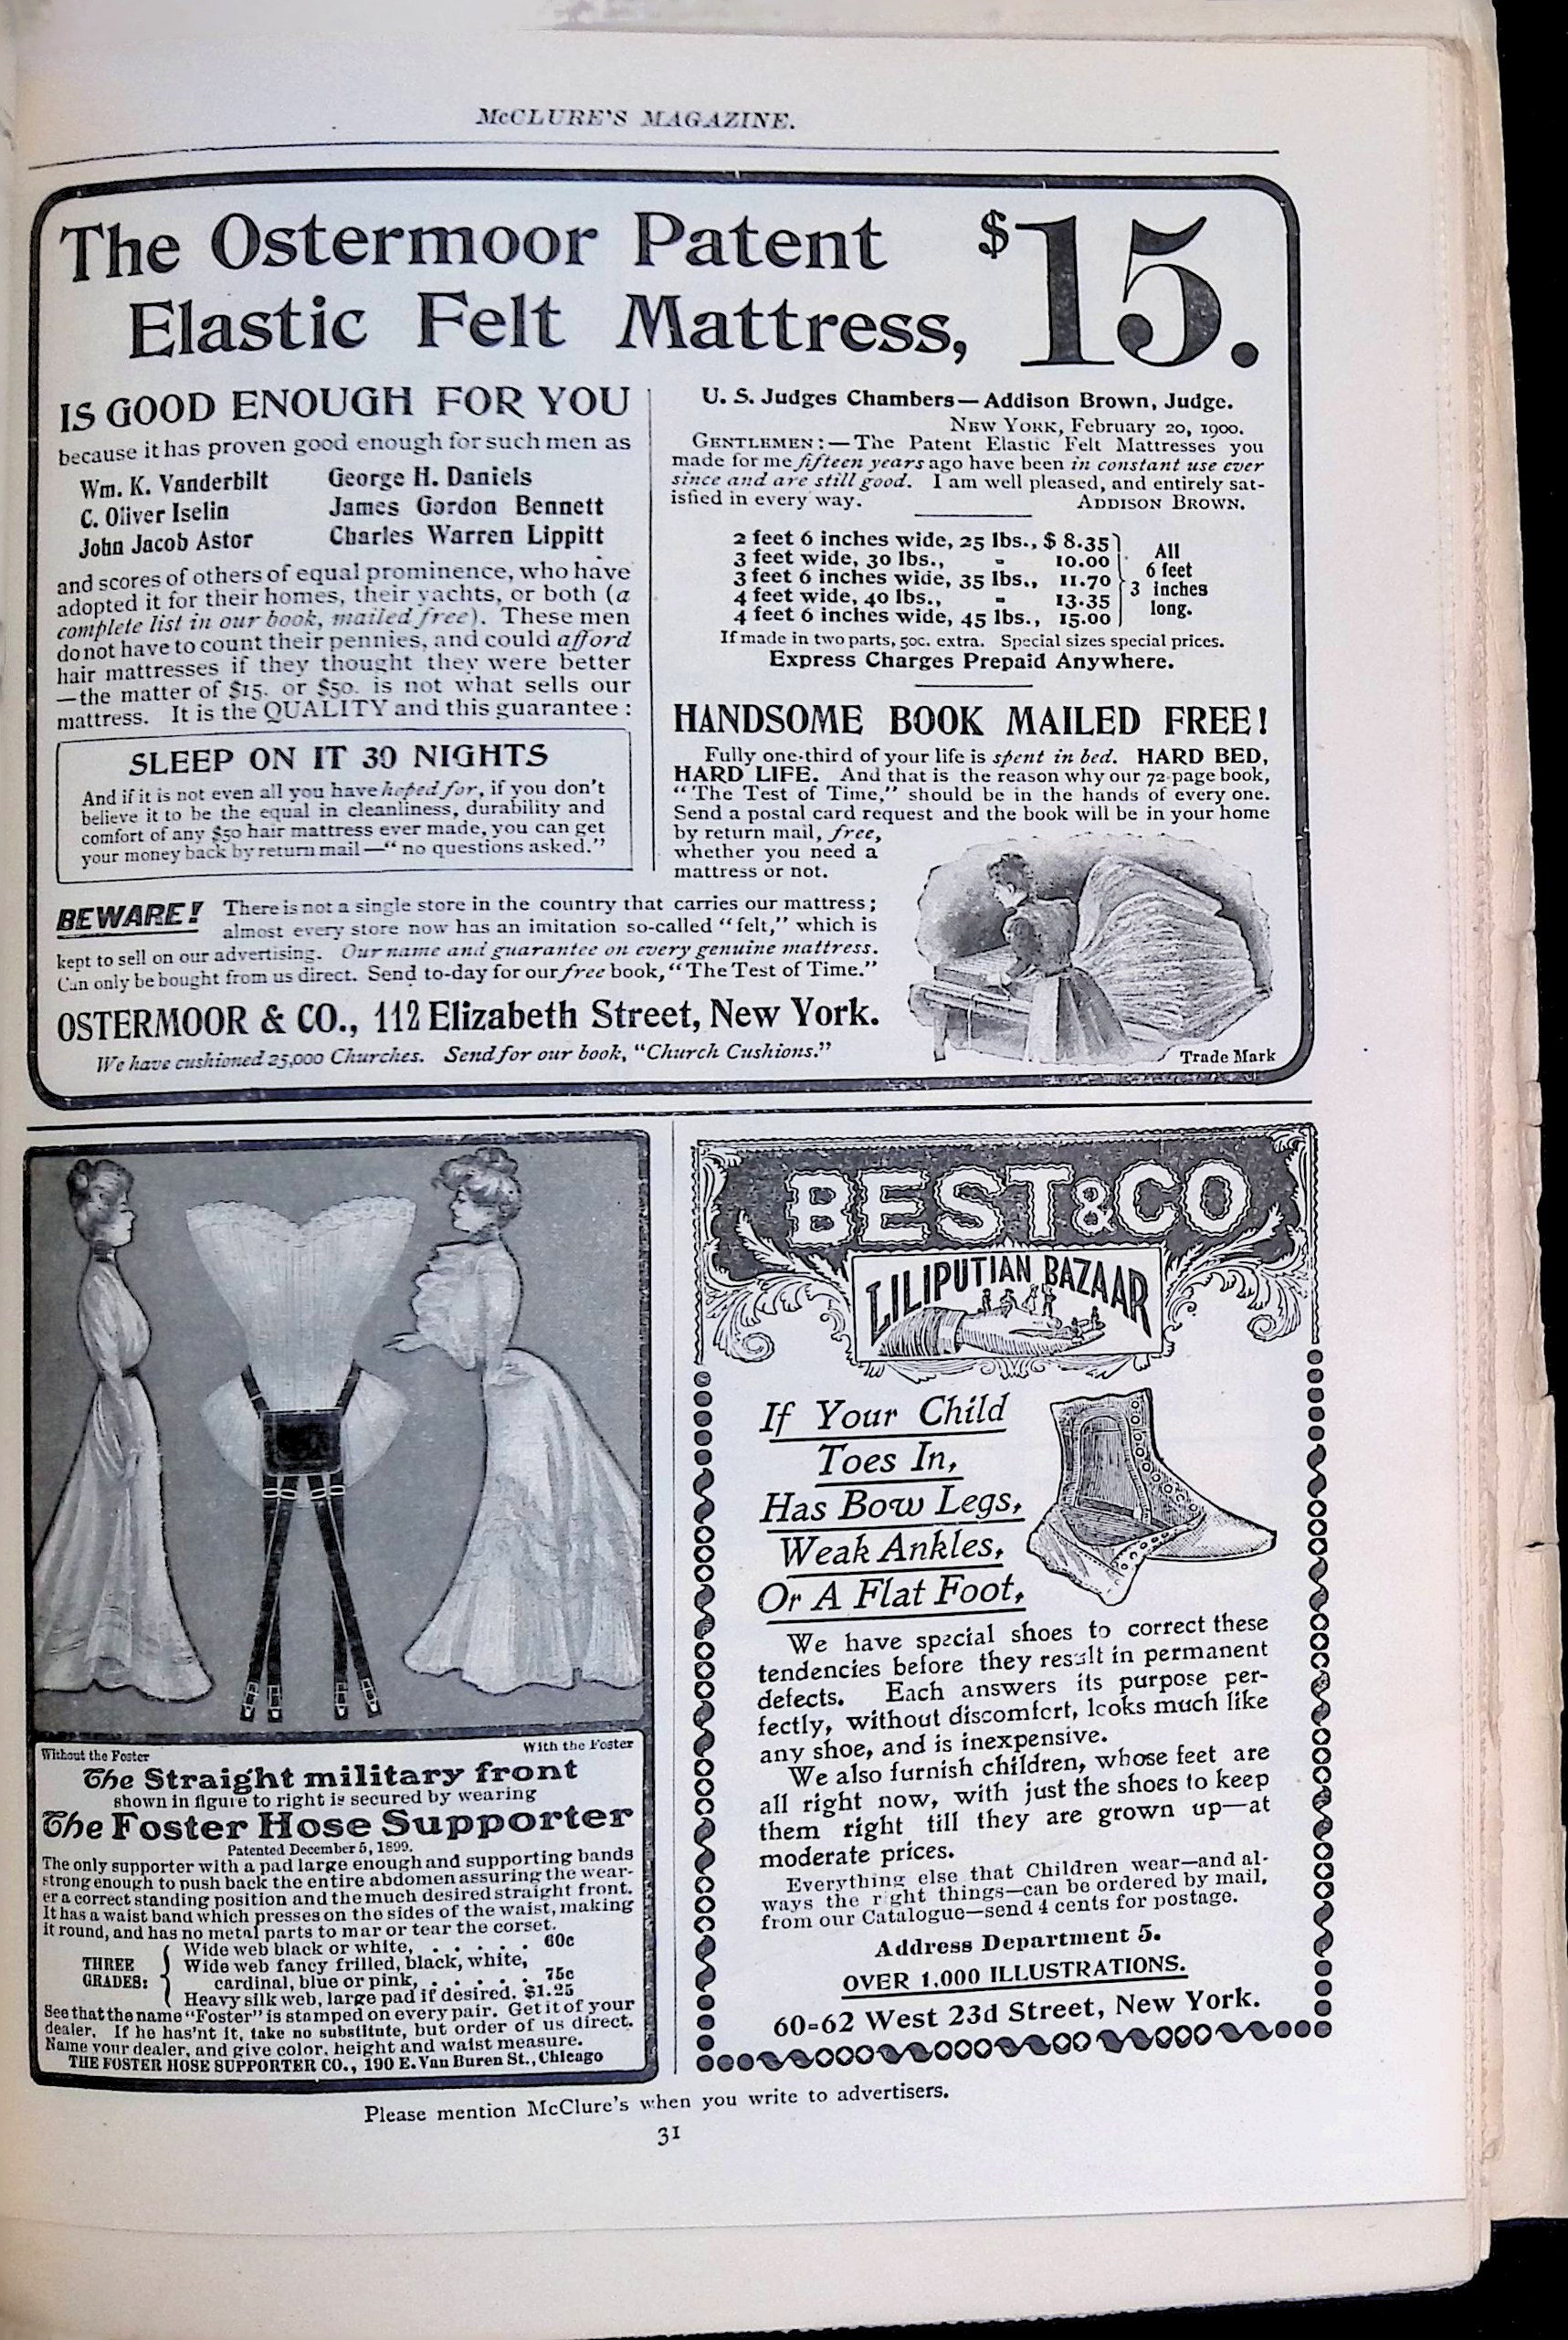 McCLURE'S MAGAZINE.
The Ostermoor Patent
Elastic Felt Mattress,
$15.
IS GOOD ENOUGH FOR YOU
because it has proven good enough for such men as
Wm. K. Vanderbilt
C. Oliver Iselin
John Jacob Astor
George H. Daniels
James Gordon Bennett
Charles Warren Lippitt
and scores of others of equal prominence, who have
adopted it for their homes, their yachts, or both (a
complete list in our book, mailed free). These men
do not have to count their pennies, and could afford
hair mattresses if they thought they were better
—the matter of $15. or $50. is not what sells our
mattress. It is the QUALITY and this guarantee:
SLEEP ON IT 30 NIGHTS
And if it is not even all you have hoped for, if you don't
believe it to be the equal in cleanliness, durability and
comfort of any $50 hair mattress ever made, you can get
your money back by return mail—"no questions asked."
U. S. Judges Chambers—Addison Brown, Judge.
NEW YORK, February 20, 1900.
GENTLEMEN:—The Patent Elastic Felt Mattresses you
made for me fifteen years ago have been in constant use ever
since and are still good. I am well pleased, and entirely sat-
isfied in every way. ADDISON BROWN.
2 feet 6 inches wide, 25 lbs., $ 8.35
3 feet wide, 30 lbs., " 10.00
3 feet 6 inches wide, 35 lbs., 11.70
4 feet wide, 40 lbs., " 13.35
4 feet 6 inches wide, 45 lbs., 15.00
All
6 feet
3 inches
long.
If made in two parts, 50c. extra. Special sizes special prices.
Express Charges Prepaid Anywhere.
HANDSOME BOOK MAILED FREE!
Fully one-third of your life is spent in bed. HARD BED,
HARD LIFE. And that is the reason why our 72-page book,
"The Test of Time," should be in the hands of every one.
Send a postal card request and the book will be in your home
by return mail, free,
whether you need a
mattress or not.
BEWARE! There is not a single store in the country that carries our mattress;
almost every store now has an imitation so-called "felt," which is
kept to sell on our advertising. Our name and guarantee on every genuine mattress.
Can only be bought from us direct. Send to-day for our free book, "The Test of Time."
OSTERMOOR & CO., 112 Elizabeth Street, New York.
We have cushioned 25,000 Churches. Send for our book, "Church Cushions."
Trade Mark
Without the Foster
With the Foster
The Straight military front
shown in figure to right is secured by wearing
The Foster Hose Supporter
Patented December 5, 1899.
The only supporter with a pad large enough and supporting bands
strong enough to push back the entire abdomen assuring the wear-
er a correct standing position and the much desired straight front.
It has a waist band which presses on the sides of the waist, making
it round, and has no metal parts to mar or tear the corset.
THREE
GRADES:
Wide web black or white, . . . . . 60c
Wide web fancy frilled, black, white,
cardinal, blue or pink, . . . . . 75c
Heavy silk web, large pad if desired. $1.25
See that the name "Foster" is stamped on every pair. Get it of your
dealer. If he has'nt it, take no substitute, but order of us direct.
Name your dealer, and give color, height and waist measure.
THE FOSTER HOSE SUPPORTER CO., 190 E. Van Buren St., Chicago
BEST & CO
LILIPUTIAN BAZAAR
If Your Child
Toes In,
Has Bow Legs,
Weak Ankles,
Or A Flat Foot,
We have special shoes to correct these
tendencies before they result in permanent
defects. Each answers its purpose per-
fectly, without discomfort, looks much like
any shoe, and is inexpensive.
We also furnish children, whose feet are
all right now, with just the shoes to keep
them right till they are grown up—at
moderate prices.
Everything else that Children wear—and al-
ways the right things—can be ordered by mail,
from our Catalogue—send 4 cents for postage.
Address Department 5.
OVER 1,000 ILLUSTRATIONS.
60-62 West 23d Street, New York.
Please mention McClure's when you write to advertisers.
31